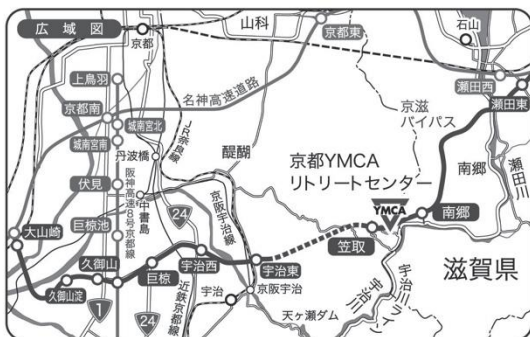 広域図
京都
山科
京都東
石山
瀬田西
瀬田東
上鳥羽
名神高速道路
京都南
城南宮北
城南宮南
JR奈良線
丹波橋
醍醐
京滋
バイパス
京都YMCA
リトリートセンター
南郷
瀬田川
伏見
阪神高速8号京都線
中書島
24
京阪宇治線
YMCA
南郷
大山崎
巨椋池
笠取
久御山
宇治西
宇治東
滋賀県
久御山淀
巨椋
近鉄京都線
宇治
京阪宇治
宇治川
宇治川ライン
1
24
天ヶ瀬ダム